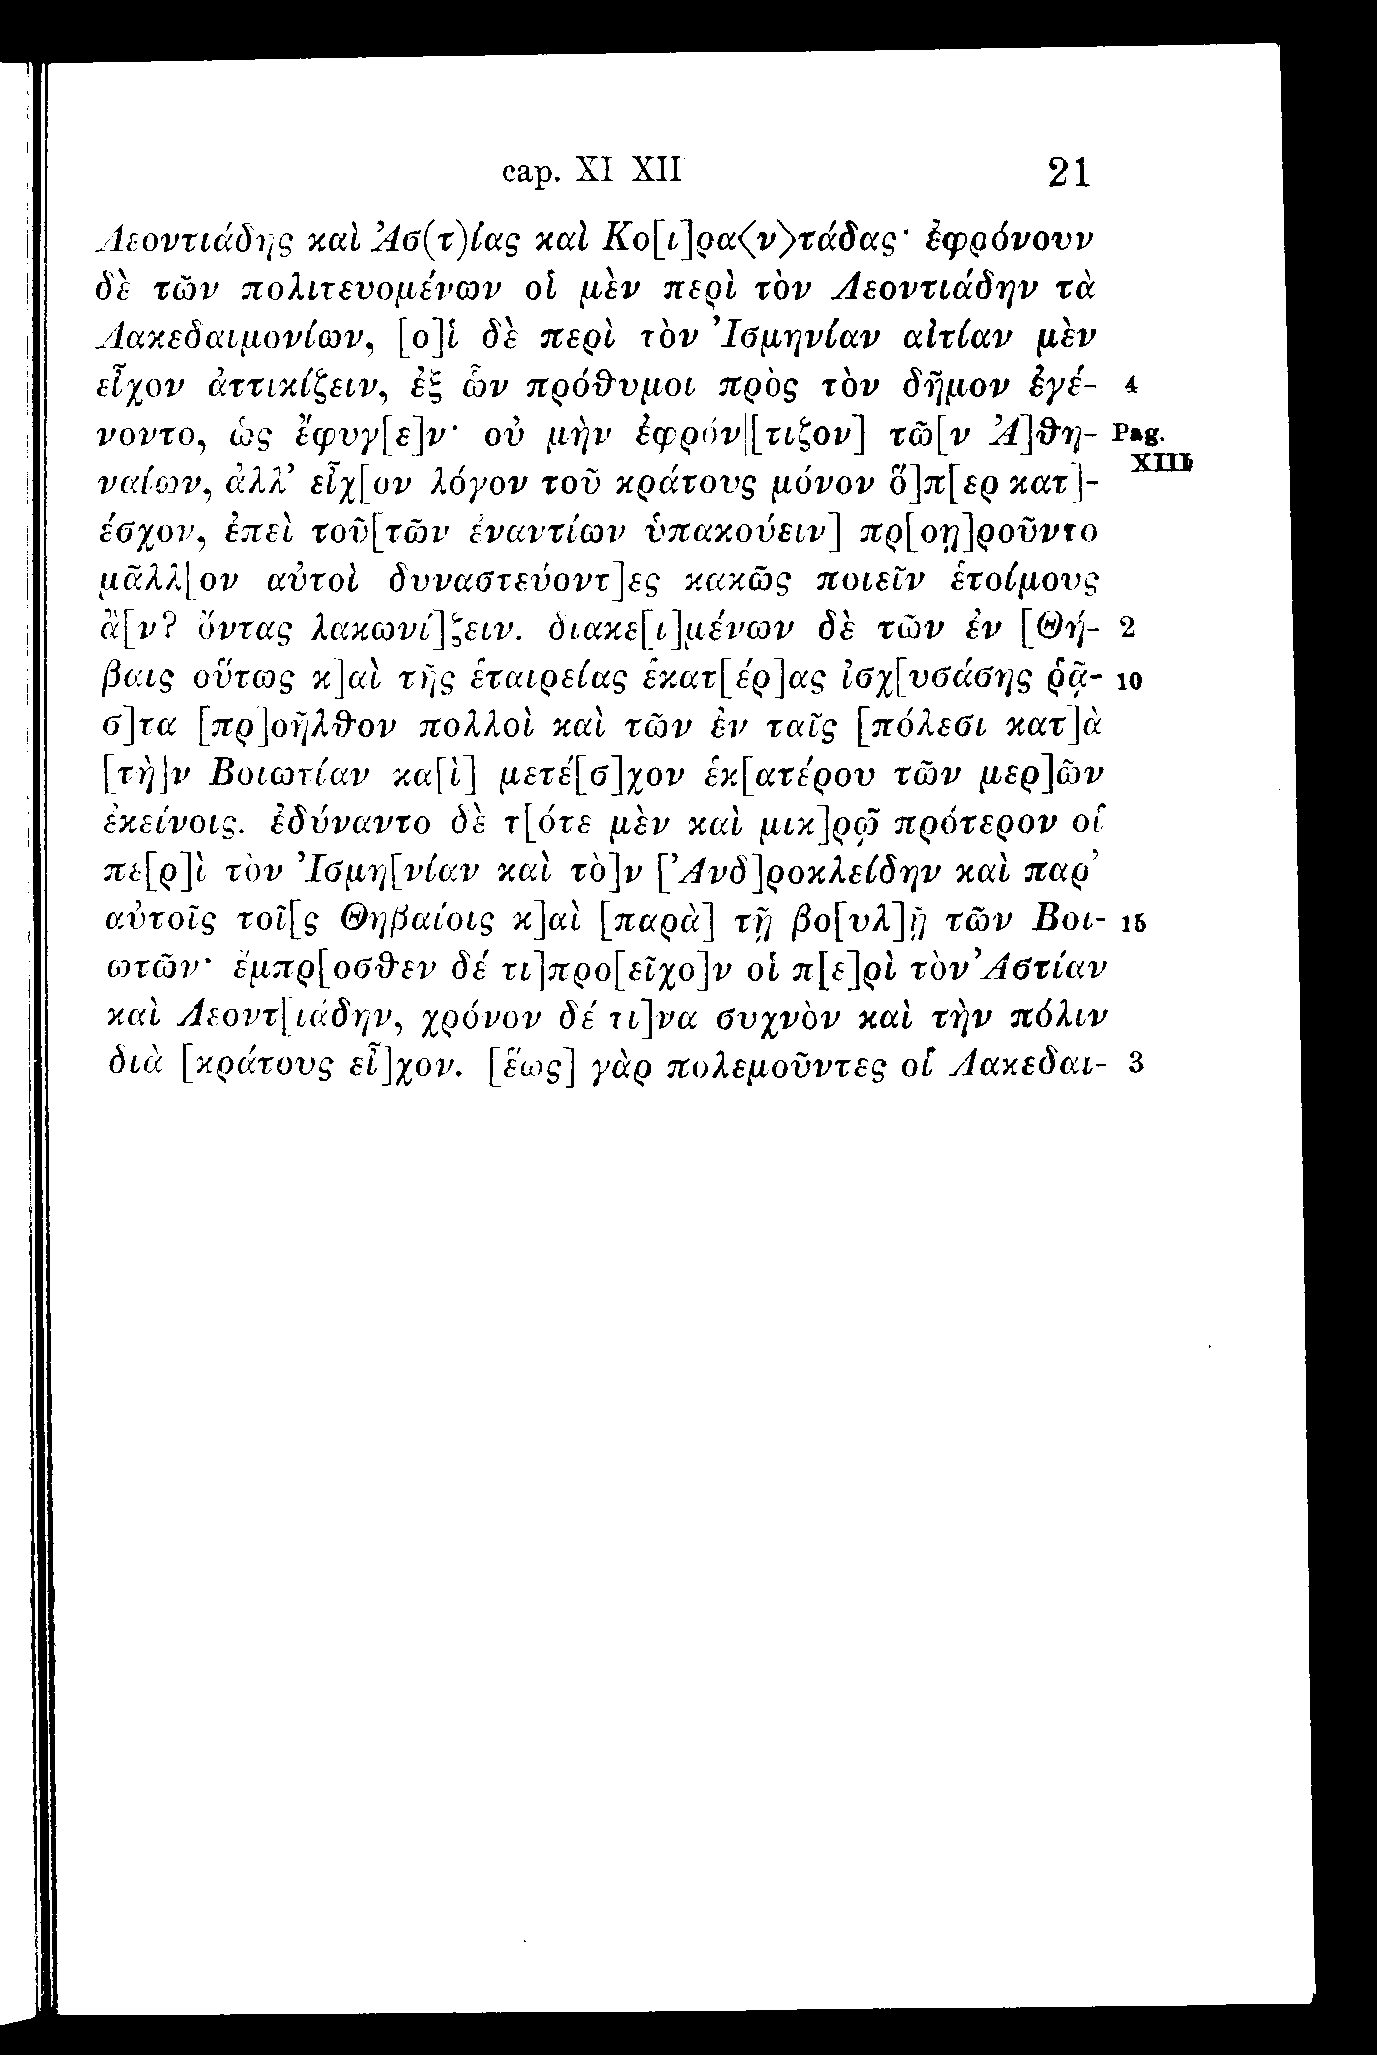 cap. XI XII 21
Λεοντιάδης καὶ Ἀσ(τ)ίας καὶ Κο[ι]ρα⟨ν⟩τάδας· ἐφρόνουν
δὲ τῶν πολιτευομένων οἱ μὲν περὶ τὸν Λεοντιάδην τὰ
Λακεδαιμονίων, [ο]ἱ δὲ περὶ τὸν Ἰσμηνίαν αἰτίαν μὲν
εἶχον ἀττικίζειν, ἐξ ὧν πρόθυμοι πρὸς τὸν δῆμον ἐγέ- 4
νοντο, ὡς ἔφυγ[ε]ν· οὐ μὴν ἐφρόν|[τιζον] τῶ[ν Ἀ]θη- Pag. XIII
ναίων, ἀλλ’ εἶχ[ον λόγον τοῦ κράτους μόνον ὅ]π[ερ κατ]-
έσχον, ἐπεὶ τοῦ[τῶν ἐναντίων ὑπακούειν] πρ[οῃ]ροῦντο
μᾶλλ[ον αὐτοὶ δυναστεύοντ]ες κακῶς ποιεῖν ἑτοίμους
ἂ[ν? ὄντας λακωνί]ζειν. διακε[ι]μένων δὲ τῶν ἐν [Θή- 2
βαις οὕτως κ]αὶ τῆς ἑταιρείας ἑκατ[έρ]ας ἰσχ[υσάσης ῥᾷ- 10
σ]τα [πρ]οῆλθον πολλοὶ καὶ τῶν ἐν ταῖς [πόλεσι κατ]ὰ
[τὴ]ν Βοιωτίαν κα[ὶ] μετέ[σ]χον ἑκ[ατέρου τῶν μερ]ῶν
ἐκείνοις. ἐδύναντο δὲ τ[ότε μὲν καὶ μικ]ρῷ πρότερον οἱ
πε[ρ]ὶ τὸν Ἰσμη[νίαν καὶ τὸ]ν [Ἀνδ]ροκλείδην καὶ παρ’
αὐτοῖς τοῖ[ς Θηβαίοις κ]αὶ [παρὰ] τῇ βο[υλ]ῇ τῶν Βοι- 15
ωτῶν· ἔμπρ[οσθεν δέ τι]προ[εῖχο]ν οἱ π[ε]ρὶ τὸν Ἀστίαν
καὶ Λεοντ[ιάδην, χρόνον δέ τι]να συχνὸν καὶ τὴν πόλιν
διὰ [κράτους εἶ]χον. [ἕως] γὰρ πολεμοῦντες οἱ Λακεδαι- 3